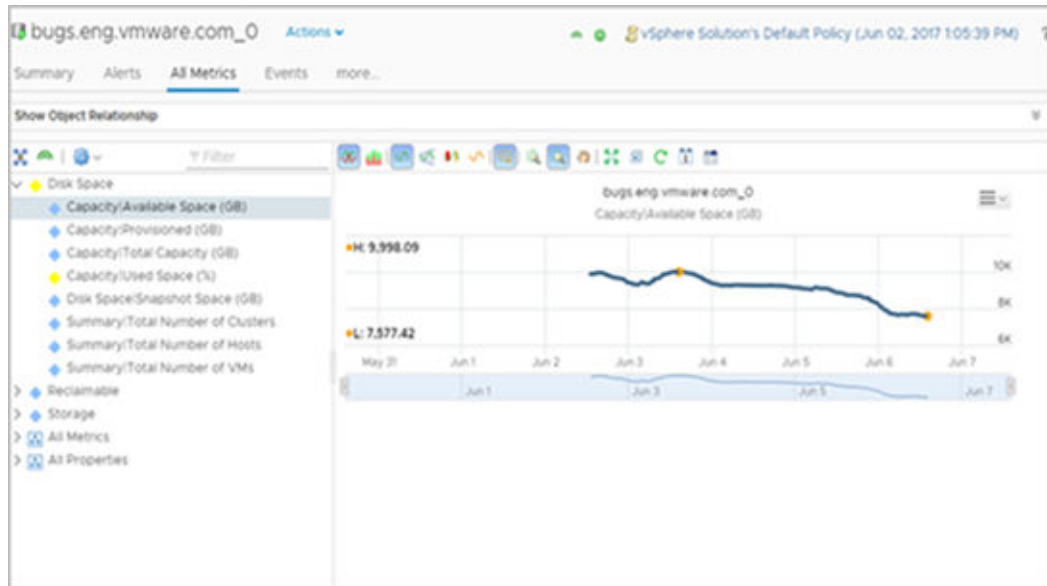 bugs.eng.vmware.com_0 Actions vSphere Solution's Default Policy (Jun 02, 2017 1:05:39 PM) ?
Summary Alerts All Metrics Events more...
Show Object Relationship
Filter
Disk Space
Capacity|Available Space (GB)
Capacity|Provisioned (GB)
Capacity|Total Capacity (GB)
Capacity|Used Space (%)
Disk Space|Snapshot Space (GB)
Summary|Total Number of Clusters
Summary|Total Number of Hosts
Summary|Total Number of VMs
Reclaimable
Storage
All Metrics
All Properties
bugs.eng.vmware.com_0
Capacity|Available Space (GB)
H: 9,998.09
10K
8K
L: 7,577.42
6K
May 31 Jun 1 Jun 2 Jun 3 Jun 4 Jun 5 Jun 6 Jun 7
Jun 1 Jun 3 Jun 5 Jun 7